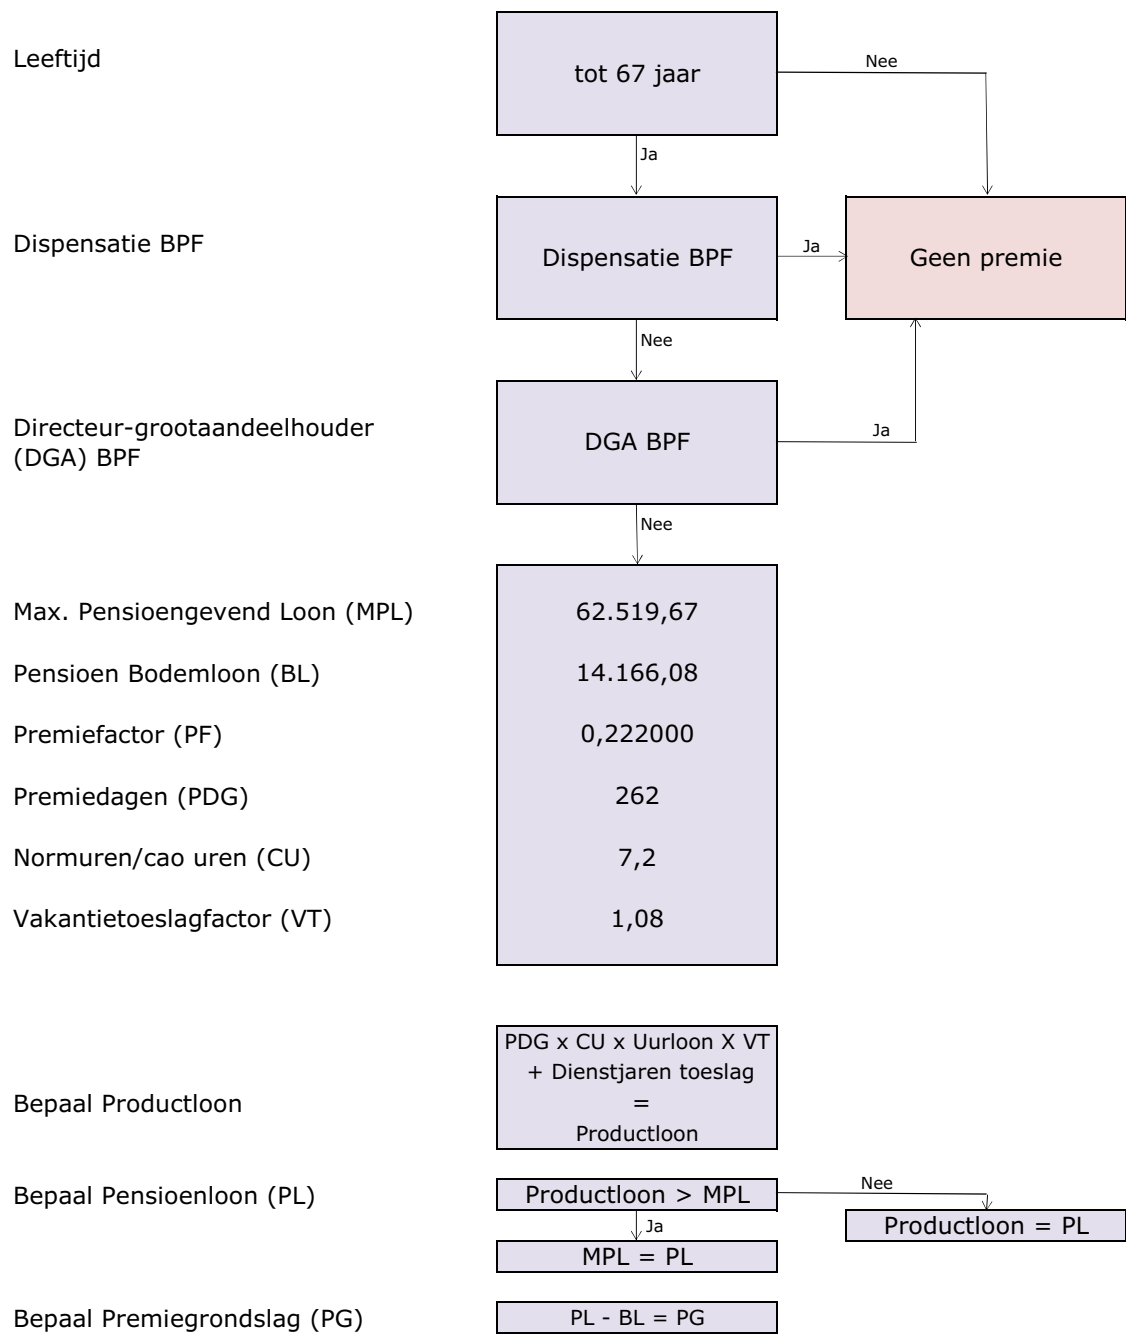 Leeftijd
tot 67 jaar
Nee
Ja
Dispensatie BPF
Dispensatie BPF
Ja
Geen premie
Nee
Directeur-grootaandeelhouder
(DGA) BPF
DGA BPF
Ja
Nee
Max. Pensioengevend Loon (MPL)
62.519,67
Pensioen Bodemloon (BL)
14.166,08
Premiefactor (PF)
0,222000
Premiedagen (PDG)
262
Normuren/cao uren (CU)
7,2
Vakantietoeslagfactor (VT)
1,08
Bepaal Productloon
PDG x CU x Uurloon X VT
+ Dienstjaren toeslag
=
Productloon
Bepaal Pensioenloon (PL)
Productloon > MPL
Nee
Productloon = PL
Ja
MPL = PL
Bepaal Premiegrondslag (PG)
PL - BL = PG